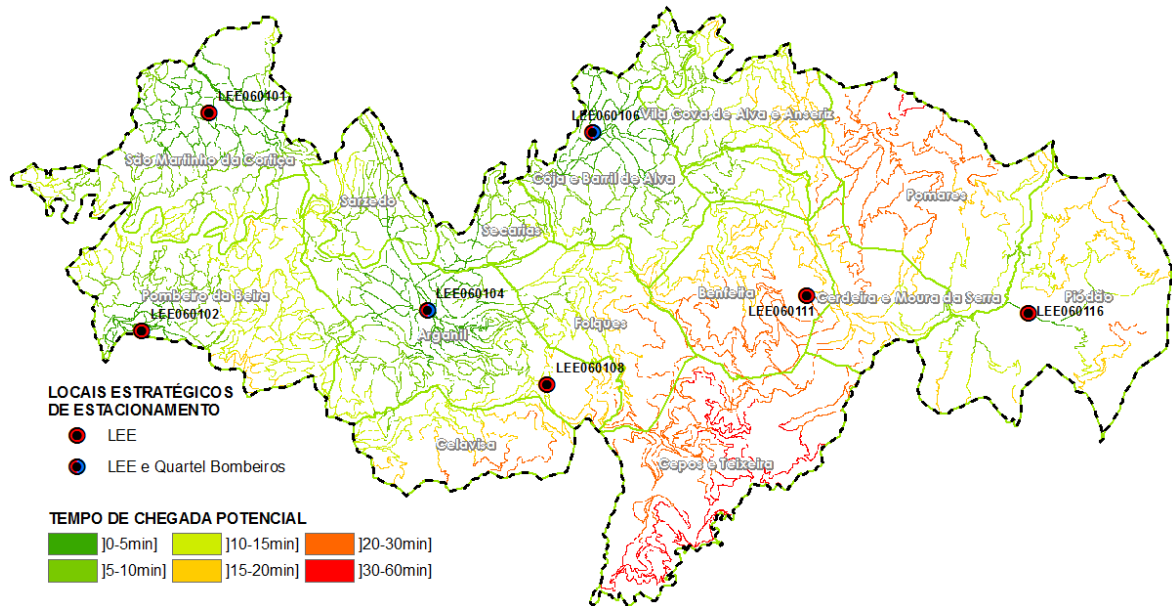 LEE060101
LEE060106
Vila Cova de Alva e Anseriz
São Martinho da Cortiça
Côja e Barril de Alva
Pomares
Sarzedo
Secarias
LEE060104
Pombeiro da Beira
Benfeita
Cerdeira e Moura da Serra
Piódão
LEE060102
LEE060111
LEE060116
Folques
Arganil
LEE060108
LOCAIS ESTRATÉGICOS
DE ESTACIONAMENTO
LEE
LEE e Quartel Bombeiros
Celavisa
Cepos e Teixeira
TEMPO DE CHEGADA POTENCIAL
]0-5min] ]10-15min] ]20-30min]
]5-10min] ]15-20min] ]30-60min]